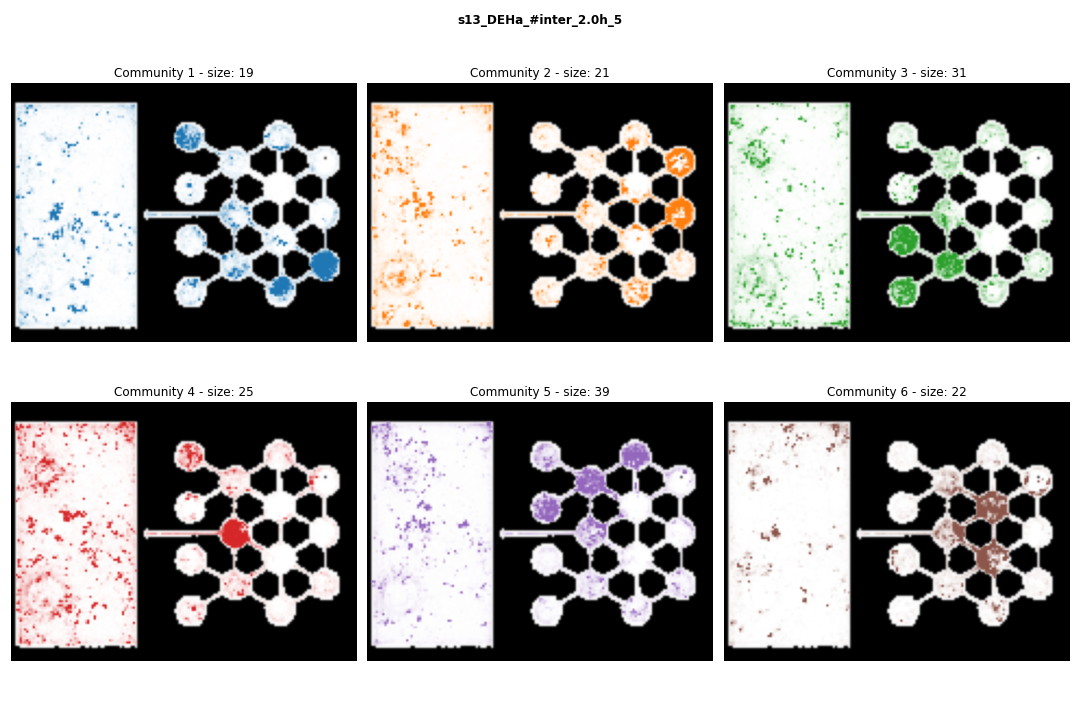 s13_DEHa_#inter_2.0h_5
Community 1 - size: 19
Community 2 - size: 21
Community 3 - size: 31
Community 4 - size: 25
Community 5 - size: 39
Community 6 - size: 22